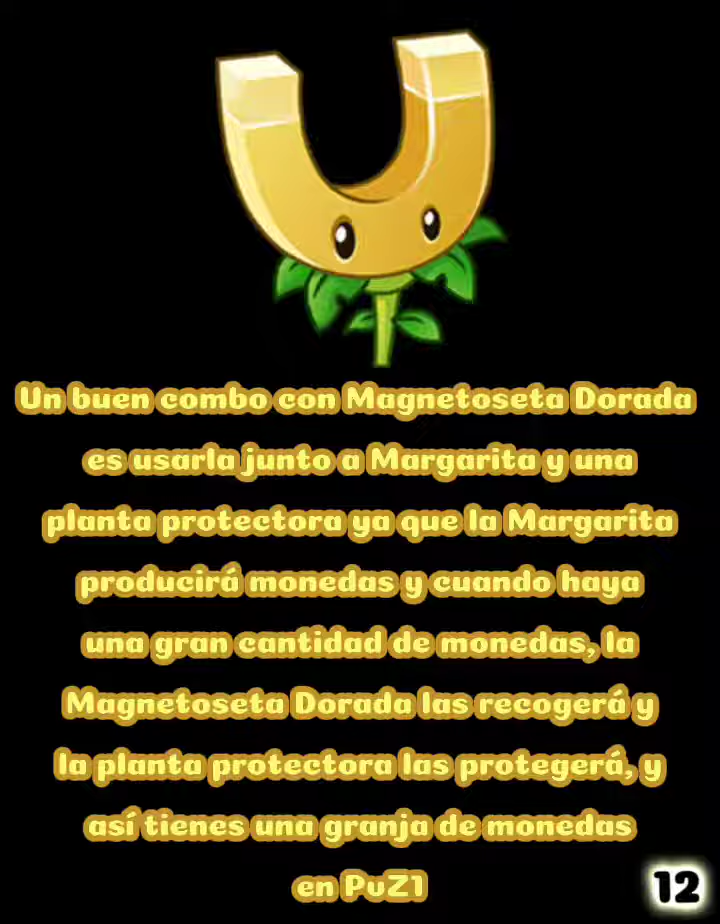 Un buen combo con Magnetoseta Dorada
es usarla junto a Margarita y una
planta protectora ya que la Margarita
producirá monedas y cuando haya
una gran cantidad de monedas, la
Magnetoseta Dorada las recogerá y
la planta protectora las protegerá, y
así tienes una granja de monedas
en PvZ1
12